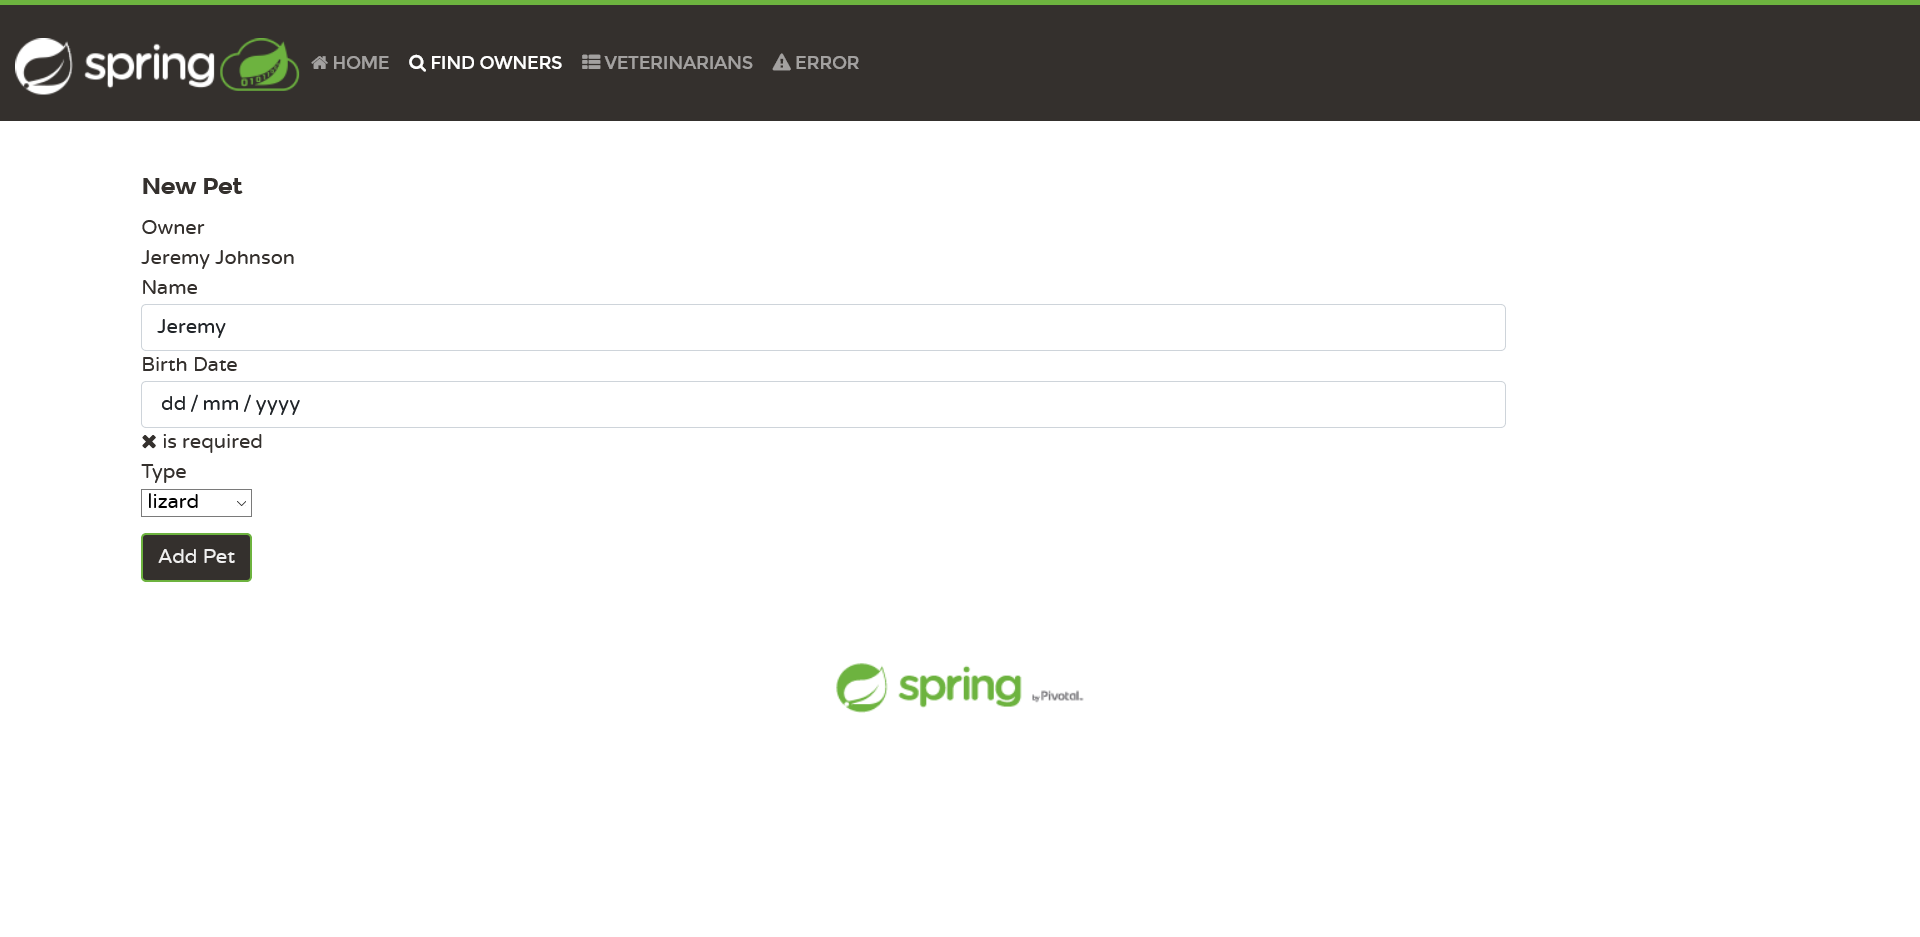 spring HOME FIND OWNERS VETERINARIANS ERROR
New Pet
Owner
Jeremy Johnson
Name
Jeremy
Birth Date
dd / mm / yyyy
is required
Type
lizard
Add Pet
spring by Pivotal